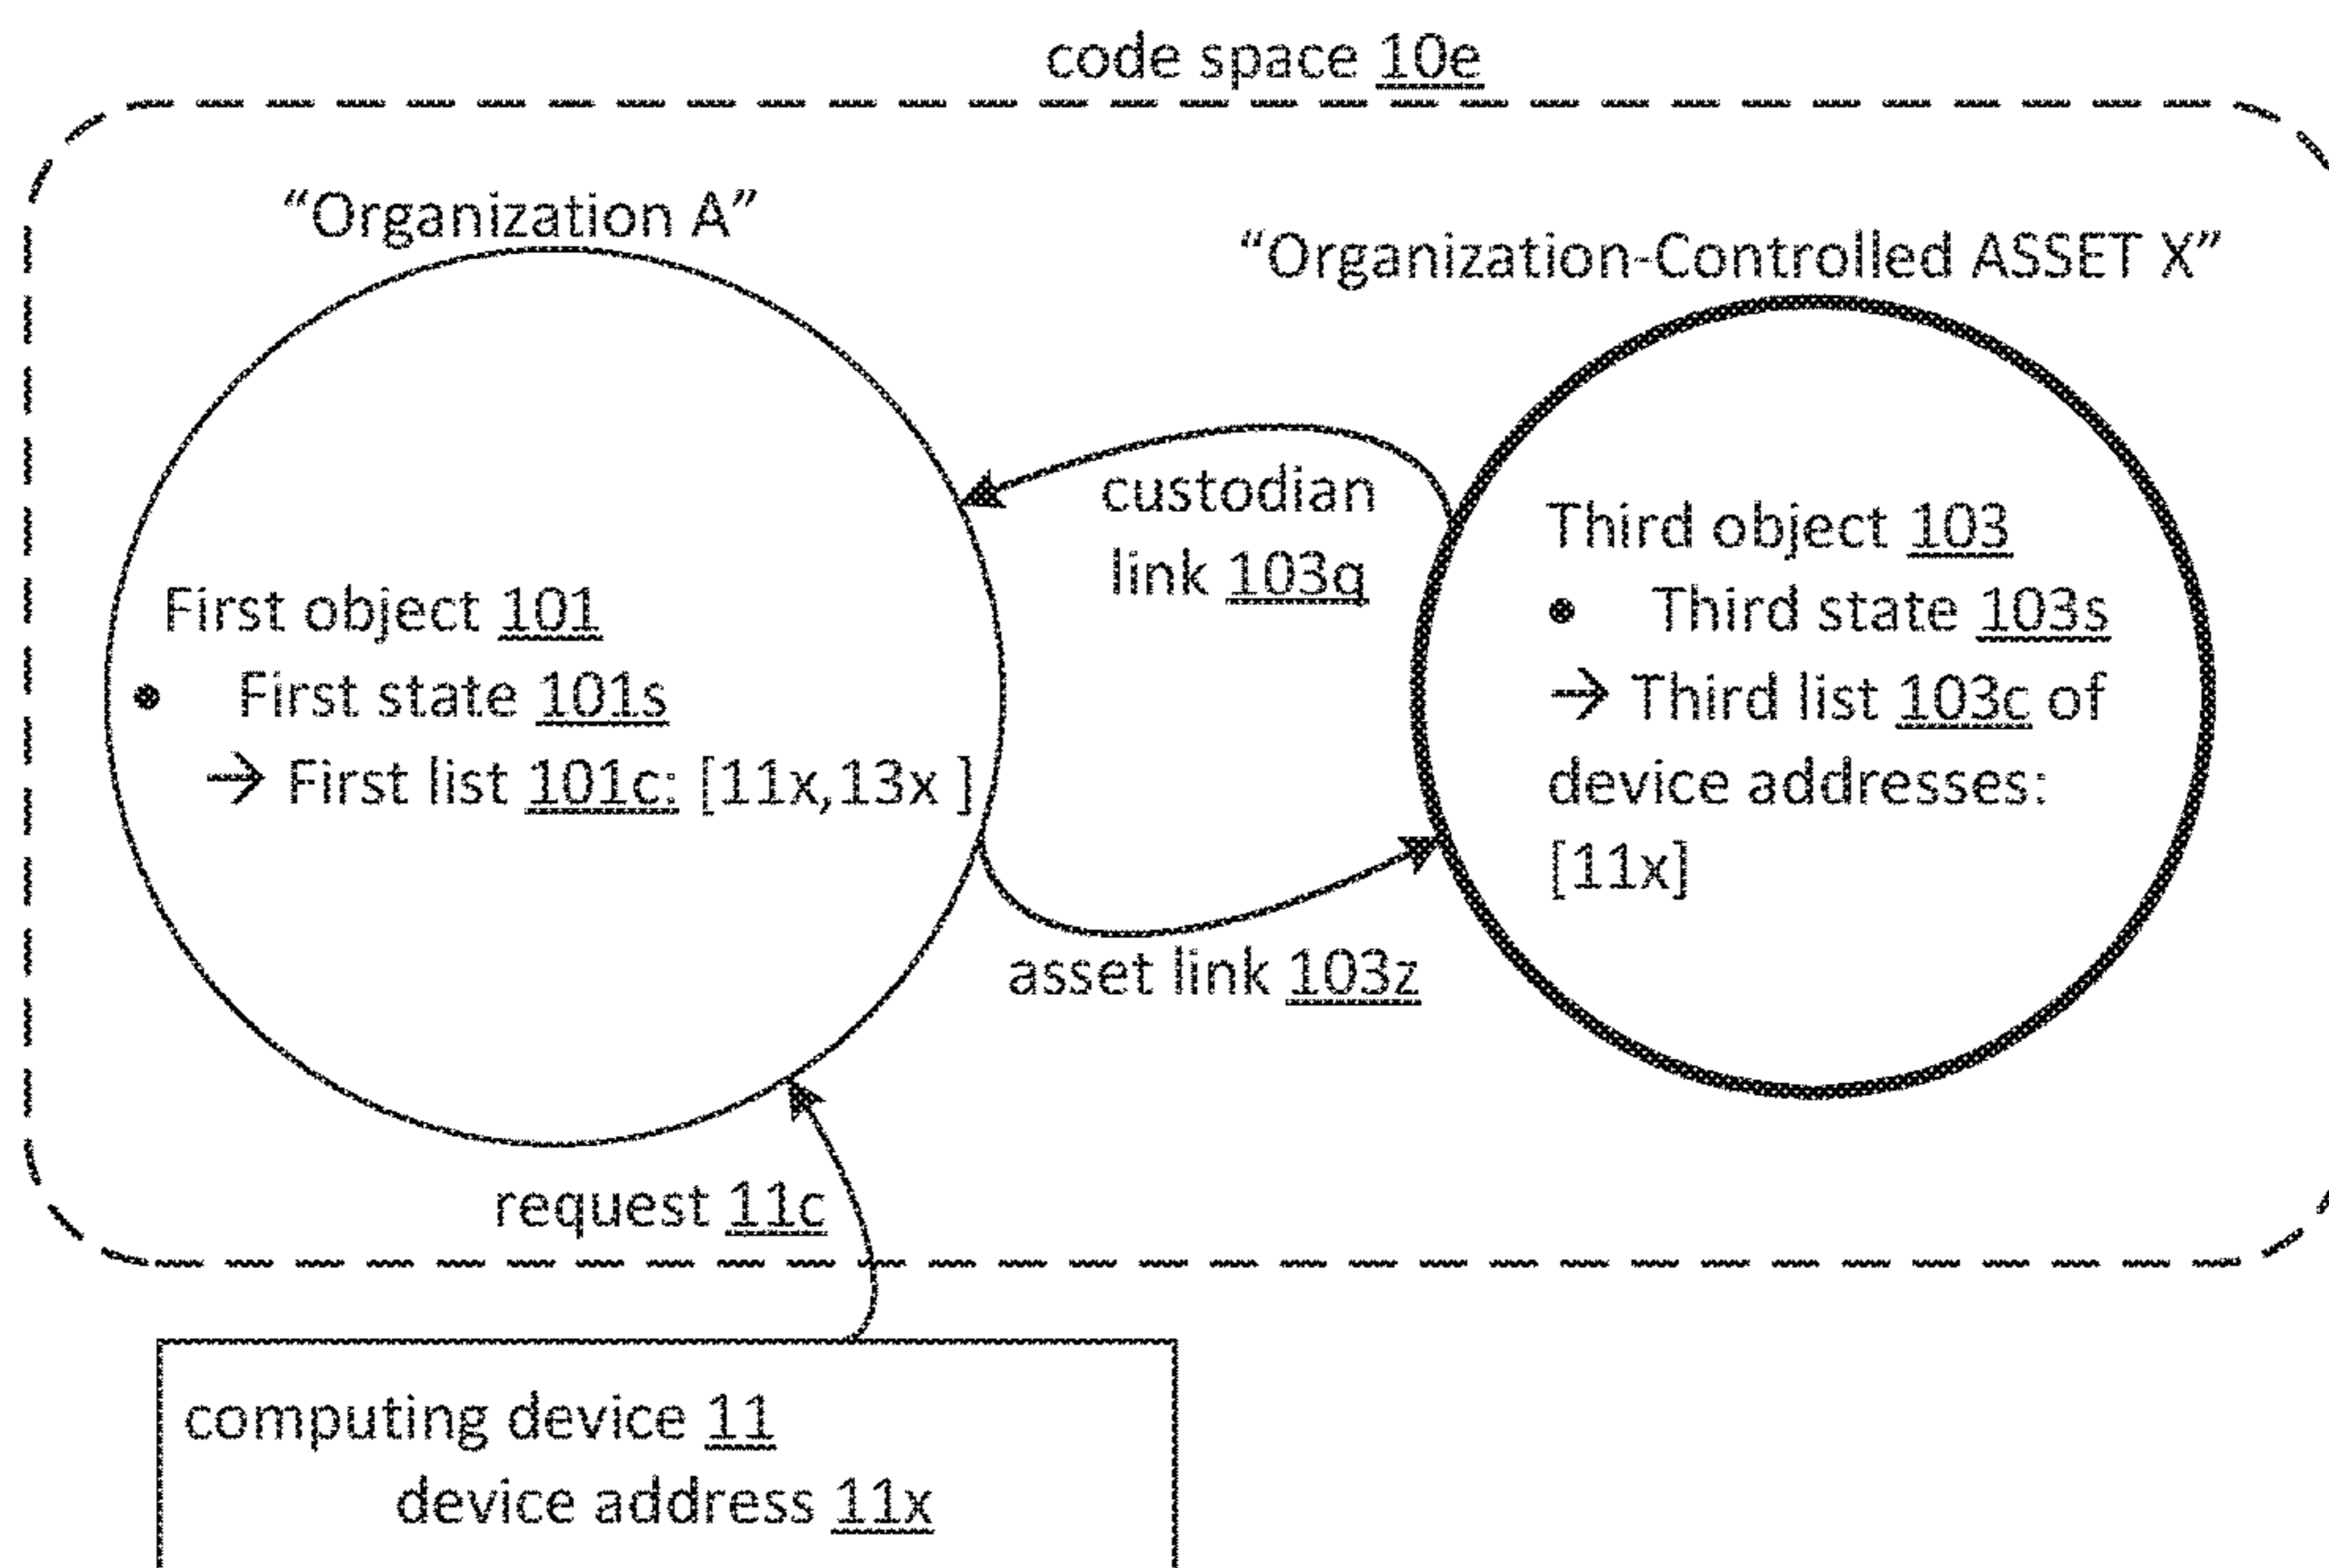 code space 10e
“Organization A”
“Organization-Controlled ASSET X”
First object 101
• First state 101s
→ First list 101c: [11x,13x ]
custodian
link 103q
asset link 103z
Third object 103
• Third state 103s
→ Third list 103c of
device addresses:
[11x]
request 11c
computing device 11
device address 11x